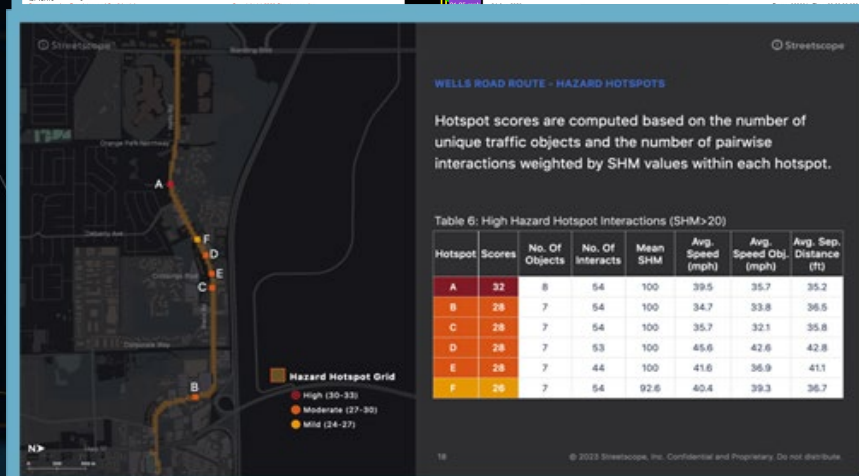 Streetscope
Streetscope
WELLS ROAD ROUTE - HAZARD HOTSPOTS
Hotspot scores are computed based on the number of
unique traffic objects and the number of pairwise
interactions weighted by SHM values within each hotspot.
Table 6: High Hazard Hotspot Interactions (SHM>20)
Hotspot Scores No. Of Objects No. Of Interacts Mean SHM Avg. Speed (mph) Avg. Speed Obj. (mph) Avg. Sep. Distance (ft)
A 32 8 54 100 39.5 35.7 35.2
B 28 7 54 100 34.7 33.8 36.5
C 28 7 54 100 35.7 32.1 35.8
D 28 7 53 100 45.6 42.6 42.8
E 28 7 44 100 41.6 36.9 41.1
F 26 7 54 92.6 40.4 39.3 36.7
A
F
D
E
C
B
Hazard Hotspot Grid
High (30-33)
Moderate (27-30)
Mild (24-27)
N
18
© 2023 Streetscope, Inc. Confidential and Proprietary. Do not distribute.